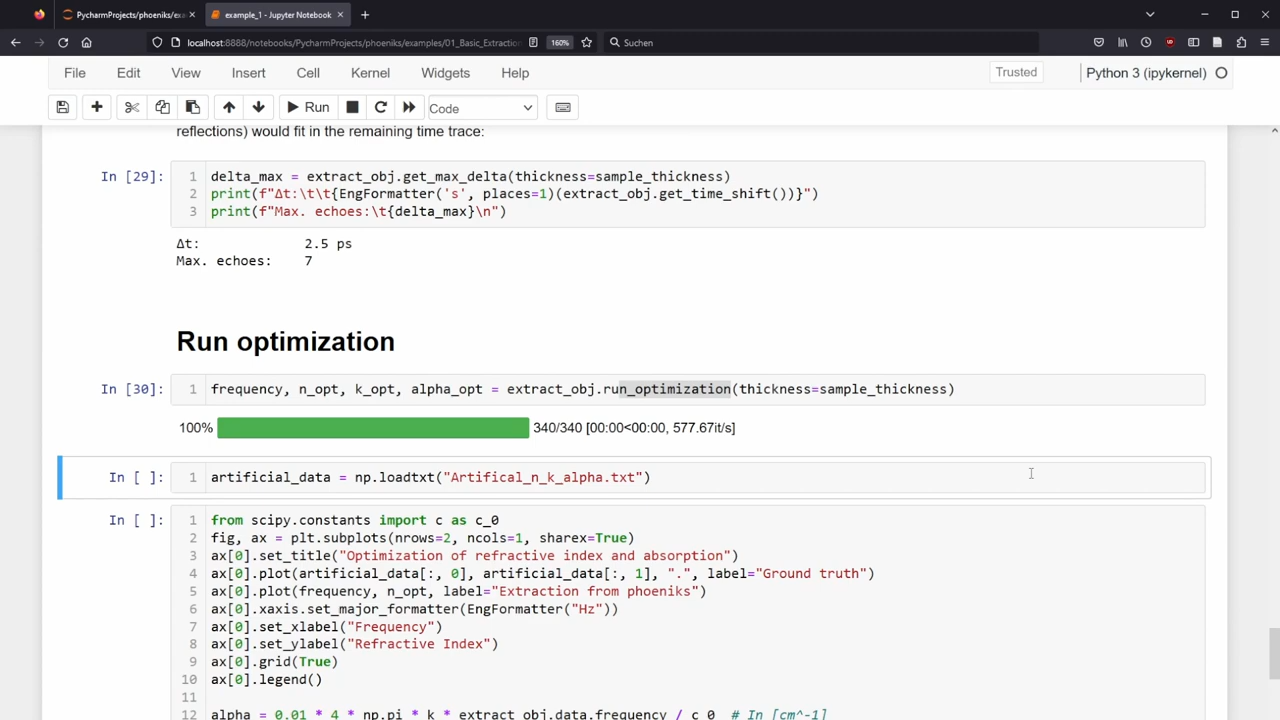 PycharmProjects/phoeniks/exa
example_1 - Jupyter Notebook
localhost:8888/notebooks/PycharmProjects/phoeniks/examples/01_Basic_Extraction
160%
Suchen
File Edit View Insert Cell Kernel Widgets Help
Trusted
Python 3 (ipykernel)
Run
Code
reflections) would fit in the remaining time trace:
In [29]:
1 delta_max = extract_obj.get_max_delta(thickness=sample_thickness)
2 print(f"Δt:\t\t{EngFormatter('s', places=1)(extract_obj.get_time_shift())}")
3 print(f"Max. echoes:\t{delta_max}\n")
Δt: 2.5 ps
Max. echoes: 7
Run optimization
In [30]:
1 frequency, n_opt, k_opt, alpha_opt = extract_obj.run_optimization(thickness=sample_thickness)
100% 340/340 [00:00<00:00, 577.67it/s]
In [ ]:
1 artificial_data = np.loadtxt("Artifical_n_k_alpha.txt")
In [ ]:
1 from scipy.constants import c as c_0
2 fig, ax = plt.subplots(nrows=2, ncols=1, sharex=True)
3 ax[0].set_title("Optimization of refractive index and absorption")
4 ax[0].plot(artificial_data[:, 0], artificial_data[:, 1], ".", label="Ground truth")
5 ax[0].plot(frequency, n_opt, label="Extraction from phoeniks")
6 ax[0].xaxis.set_major_formatter(EngFormatter("Hz"))
7 ax[0].set_xlabel("Frequency")
8 ax[0].set_ylabel("Refractive Index")
9 ax[0].grid(True)
10 ax[0].legend()
11
12 alpha = 0.01 * 4 * np.pi * k * extract_obj.data.frequency / c_0 # In [cm^-1]